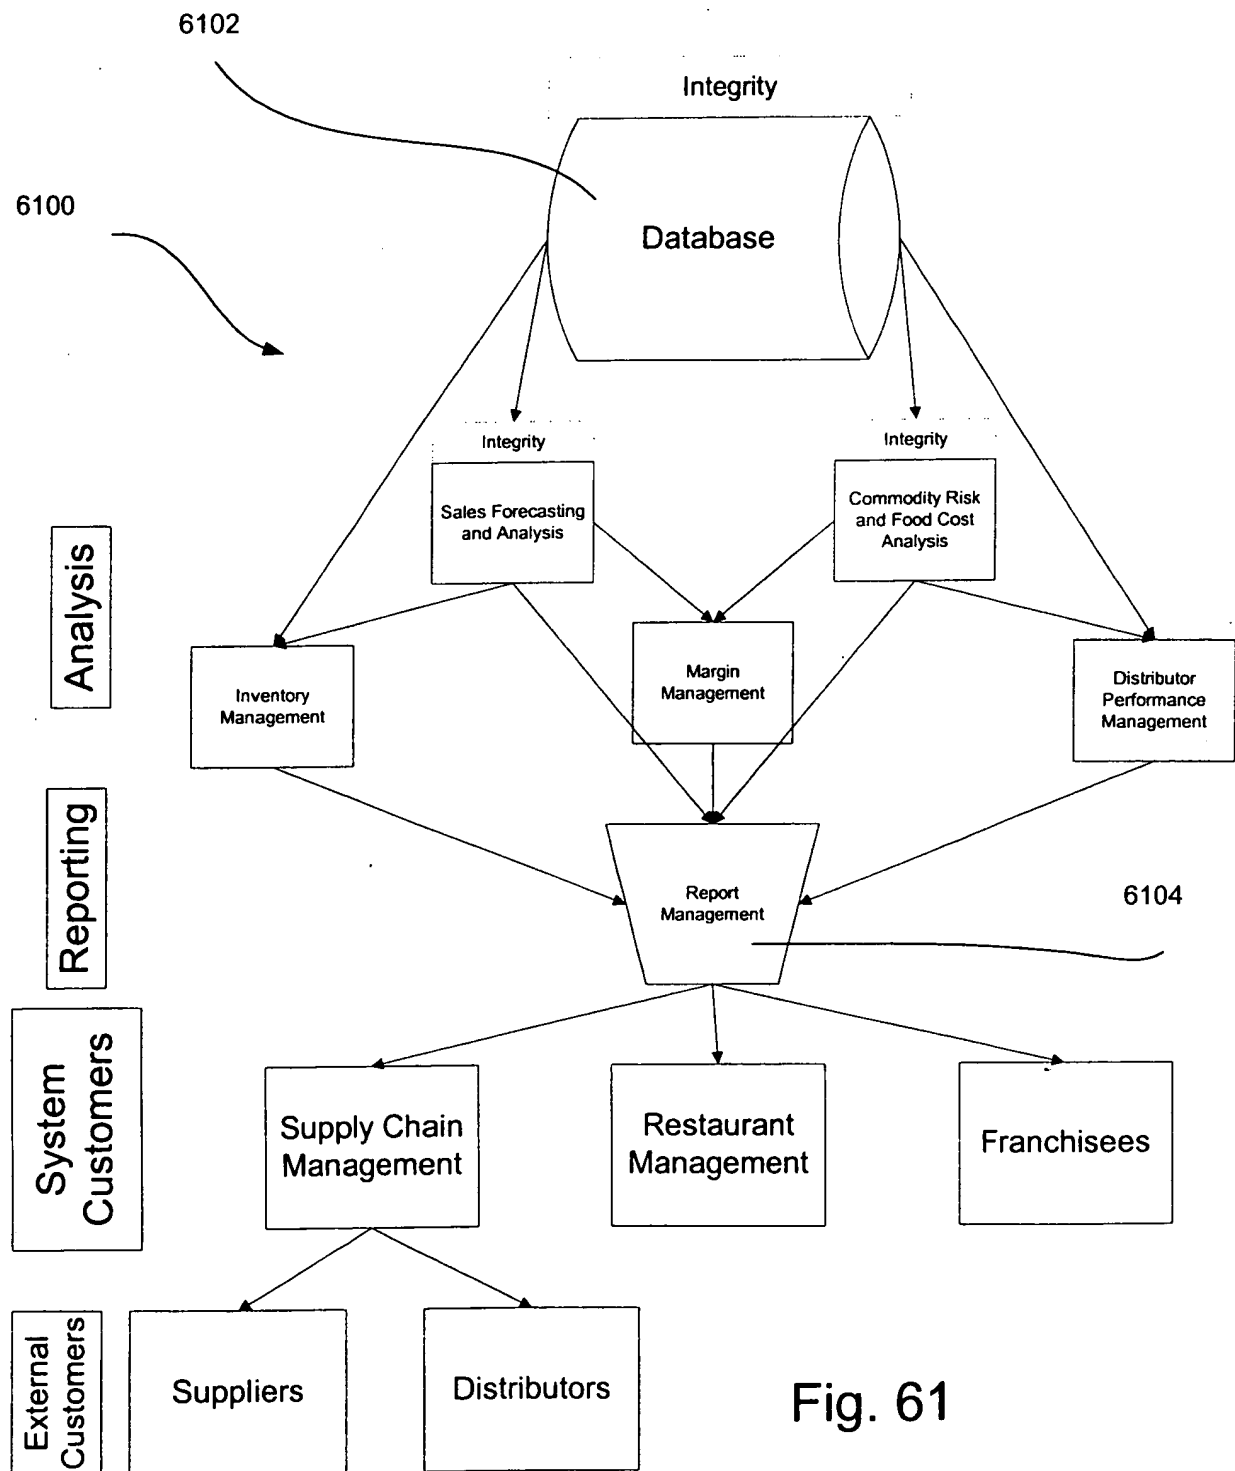 6102
Integrity
6100
Database
Integrity
Integrity
Sales Forecasting
and Analysis
Commodity Risk
and Food Cost
Analysis
Analysis
Inventory
Management
Margin
Management
Distributor
Performance
Management
Reporting
Report
Management
6104
System
Customers
Supply Chain
Management
Restaurant
Management
Franchisees
External
Customers
Suppliers
Distributors
Fig. 61